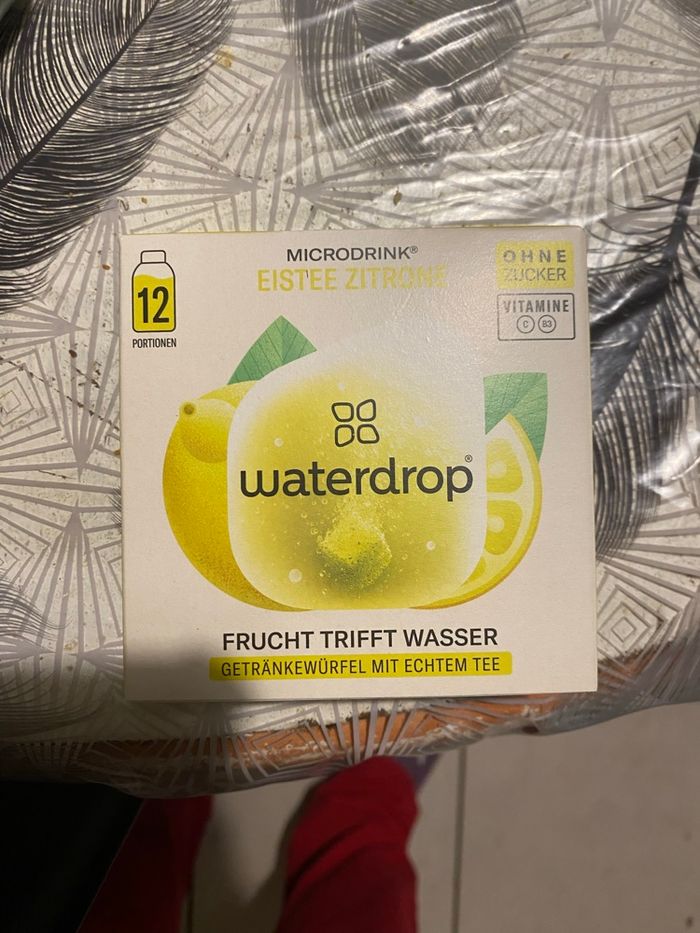 MICRODRINK®
EISTEE ZITRONE
12
PORTIONEN
OHNE
ZUCKER
VITAMINE
C B3
waterdrop®
FRUCHT TRIFFT WASSER
GETRÄNKEWÜRFEL MIT ECHTEM TEE